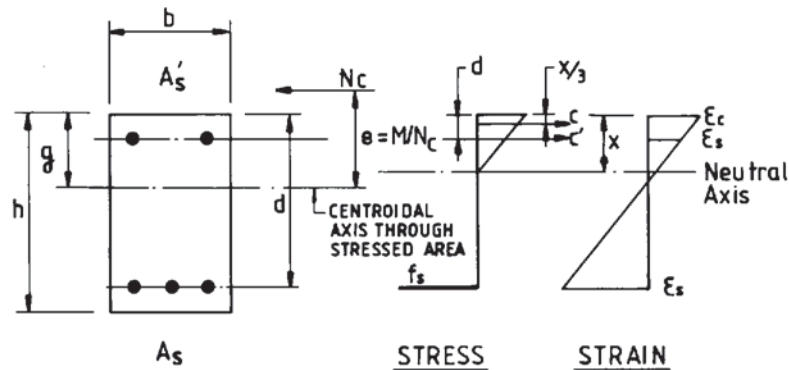 b
A's
Nc
h
g
e = M/Nc
d
CENTROIDAL
AXIS THROUGH
STRESSED AREA
As
d
x/3
c
c'
x
fs
STRESS
εc
εs
Neutral
Axis
εs
STRAIN